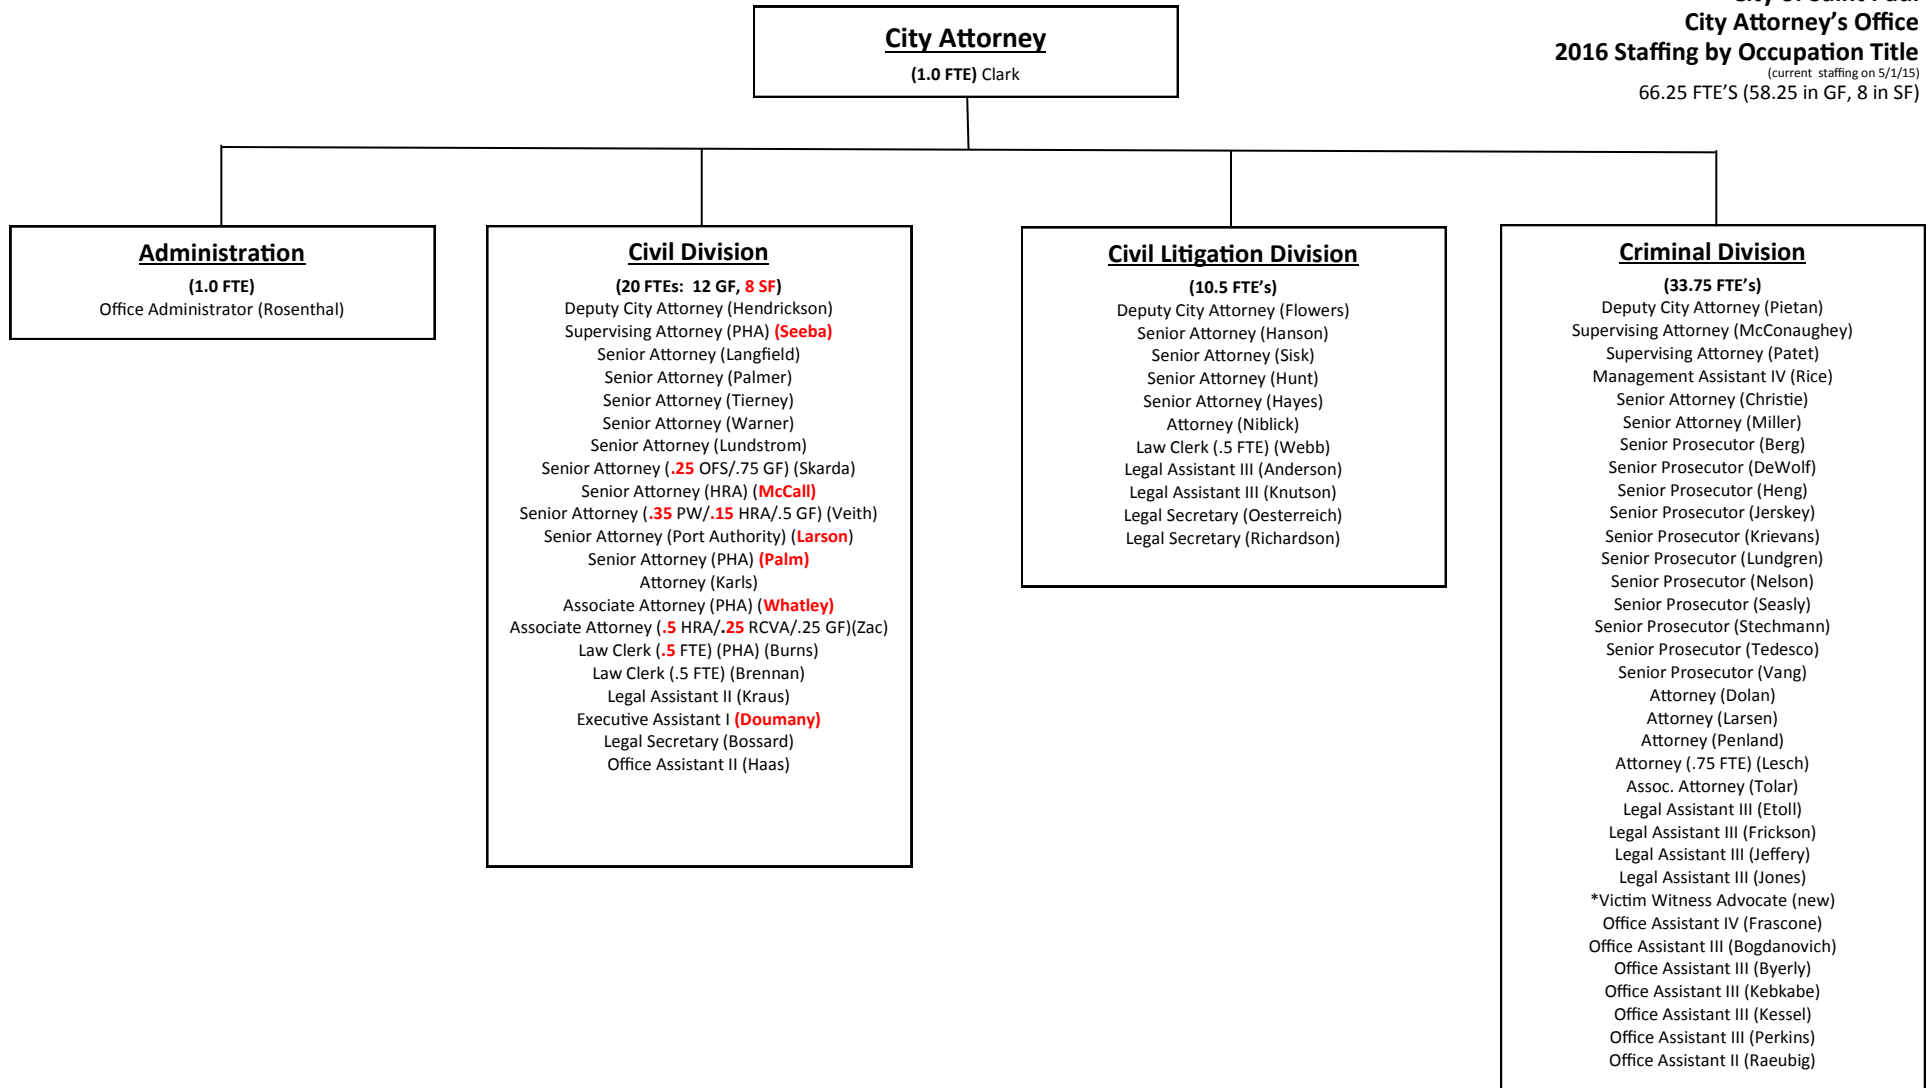 City of Saint Paul
City Attorney's Office
2016 Staffing by Occupation Title
(current staffing on 5/1/15)
66.25 FTE'S (58.25 in GF, 8 in SF)
City Attorney
(1.0 FTE) Clark
Administration
(1.0 FTE)
Office Administrator (Rosenthal)
Civil Division
(20 FTEs: 12 GF, 8 SF)
Deputy City Attorney (Hendrickson)
Supervising Attorney (PHA) (Seeba)
Senior Attorney (Langfield)
Senior Attorney (Palmer)
Senior Attorney (Tierney)
Senior Attorney (Warner)
Senior Attorney (Lundstrom)
Senior Attorney (.25 OFS/.75 GF) (Skarda)
Senior Attorney (HRA) (McCall)
Senior Attorney (.35 PW/.15 HRA/.5 GF) (Veith)
Senior Attorney (Port Authority) (Larson)
Senior Attorney (PHA) (Palm)
Attorney (Karls)
Associate Attorney (PHA) (Whatley)
Associate Attorney (.5 HRA/.25 RCVA/.25 GF)(Zac)
Law Clerk (.5 FTE) (PHA) (Burns)
Law Clerk (.5 FTE) (Brennan)
Legal Assistant II (Kraus)
Executive Assistant I (Doumany)
Legal Secretary (Bossard)
Office Assistant II (Haas)
Civil Litigation Division
(10.5 FTE's)
Deputy City Attorney (Flowers)
Senior Attorney (Hanson)
Senior Attorney (Sisk)
Senior Attorney (Hunt)
Senior Attorney (Hayes)
Attorney (Niblick)
Law Clerk (.5 FTE) (Webb)
Legal Assistant III (Anderson)
Legal Assistant III (Knutson)
Legal Secretary (Oesterreich)
Legal Secretary (Richardson)
Criminal Division
(33.75 FTE's)
Deputy City Attorney (Pietan)
Supervising Attorney (McConaughey)
Supervising Attorney (Patet)
Management Assistant IV (Rice)
Senior Attorney (Christie)
Senior Attorney (Miller)
Senior Prosecutor (Berg)
Senior Prosecutor (DeWolf)
Senior Prosecutor (Heng)
Senior Prosecutor (Jerskey)
Senior Prosecutor (Krievans)
Senior Prosecutor (Lundgren)
Senior Prosecutor (Nelson)
Senior Prosecutor (Seasly)
Senior Prosecutor (Stechmann)
Senior Prosecutor (Tedesco)
Senior Prosecutor (Vang)
Attorney (Dolan)
Attorney (Larsen)
Attorney (Penland)
Attorney (.75 FTE) (Lesch)
Assoc. Attorney (Tolar)
Legal Assistant III (Etoll)
Legal Assistant III (Frickson)
Legal Assistant III (Jeffery)
Legal Assistant III (Jones)
*Victim Witness Advocate (new)
Office Assistant IV (Frascone)
Office Assistant III (Bogdanovich)
Office Assistant III (Byerly)
Office Assistant III (Kebkabe)
Office Assistant III (Kessel)
Office Assistant III (Perkins)
Office Assistant II (Raeubig)